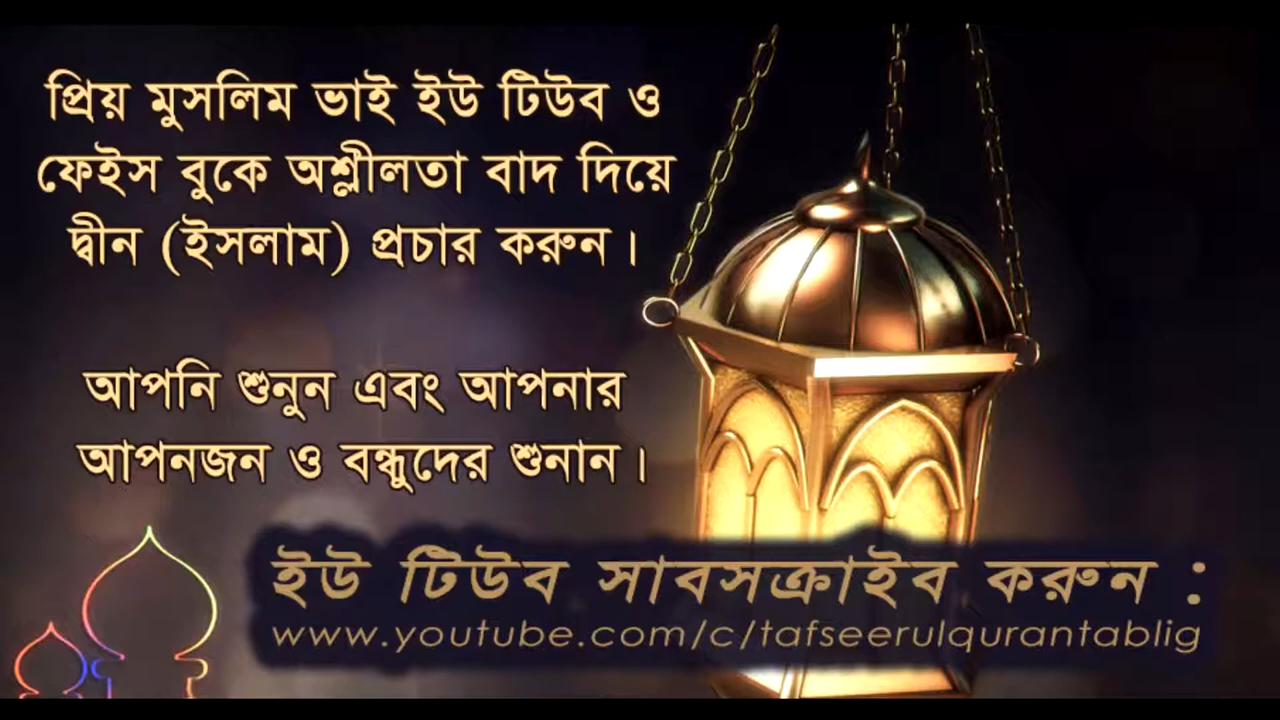 প্রিয় মুসলিম ভাই ইউ টিউব ও
ফেইস বুকে অশ্লীলতা বাদ দিয়ে
দ্বীন (ইসলাম) প্রচার করুন।
আপনি শুনুন এবং আপনার
আপনজন ও বন্ধুদের শুনান।
ইউ টিউব সাবসক্রাইব করুন :
www.youtube.com/c/tafseerulqurantablig